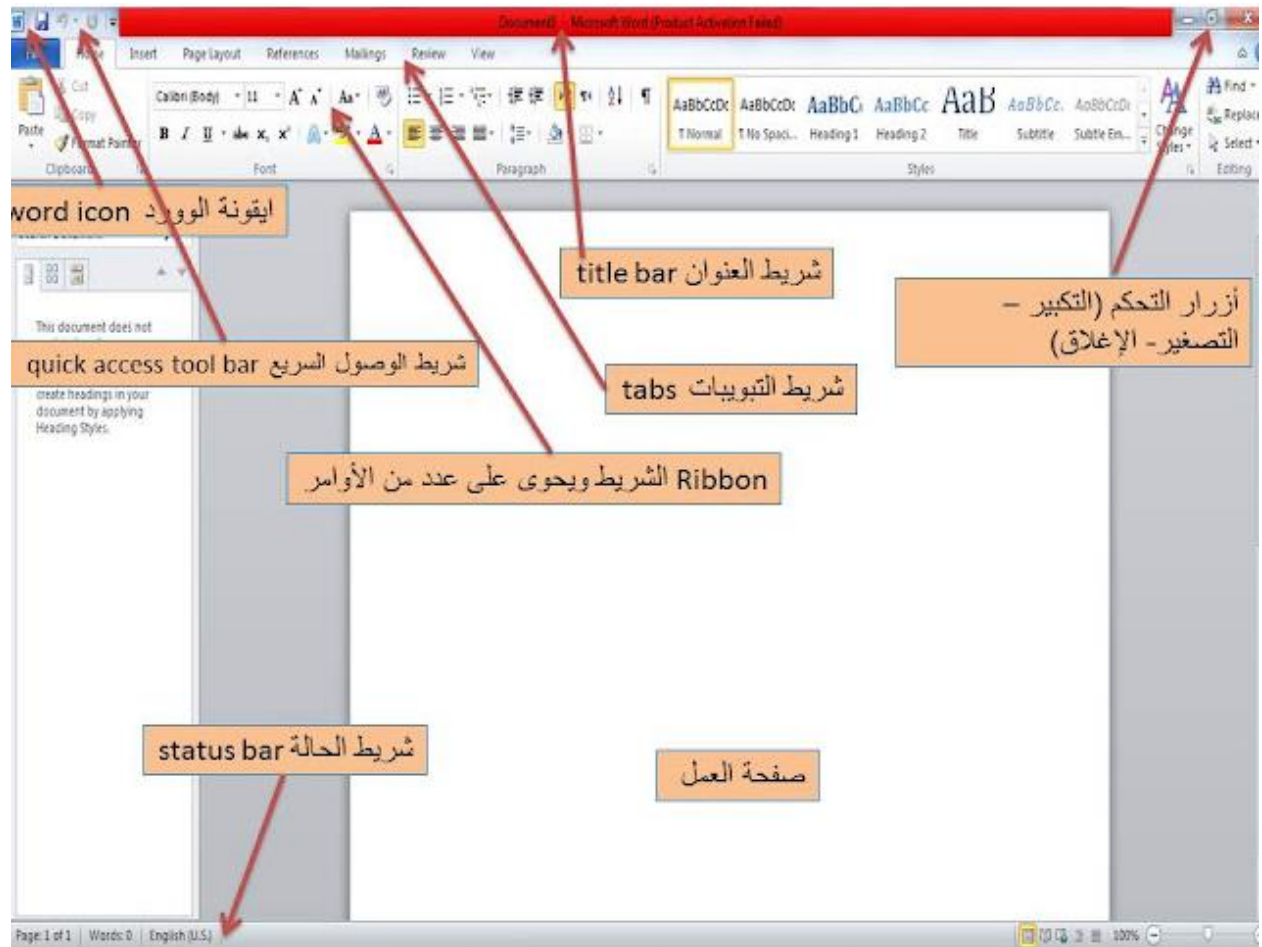 Document3 - Microsoft Word (Product Activation Failed)
Home Insert Page Layout References Mailings Review View
Cut
Copy
Paste
Format Painter
Calibri (Body) 11
Find
Replace
Select
Change Styles
AaBbCcDc AaBbCcDc AaBbC AaBbCc AaB AaBbCc. AaBbCcDc
¶ Normal ¶ No Spaci... Heading 1 Heading 2 Title Subtitle Subtle Em...
Clipboard Font Paragraph Styles Editing
word icon ايقونة الوورد
شريط العنوان title bar
أزرار التحكم (التكبير –
التصغير- الإغلاق)
This document does not
شريط الوصول السريع quick access tool bar
create headings in your
document by applying
Heading Styles.
شريط التبويبات tabs
Ribbon الشريط ويحوى على عدد من الأوامر
شريط الحالة status bar
صفحة العمل
Page: 1 of 1 Words: 0 English (U.S.) 100%